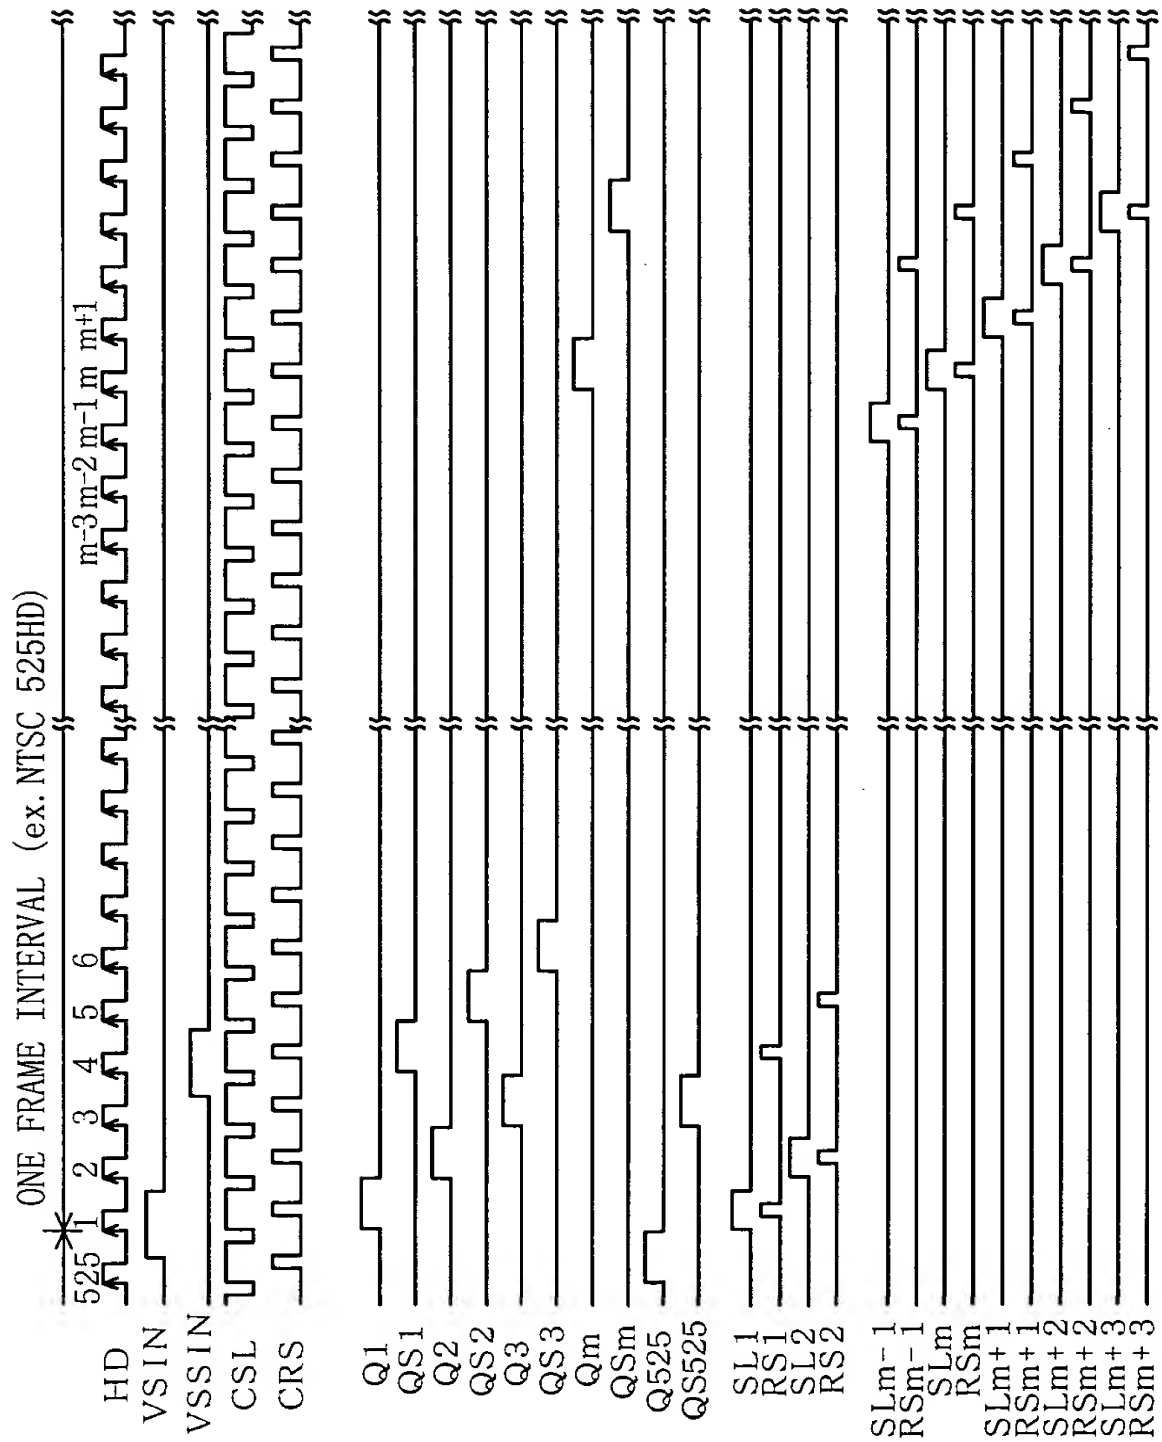 ONE FRAME INTERVAL (ex. NTSC 525HD)
525 1 2 3 4 5 6 m-3 m-2 m-1 m m+1
HD
VSIN
VSSIN
CSL
CRS
Q1
QS1
Q2
QS2
Q3
QS3
Qm
QSm
Q525
QS525
SL1
RS1
SL2
RS2
SLm-1
RSm-1
SLm
RSm
SLm+1
RSm+1
SLm+2
RSm+2
SLm+3
RSm+3